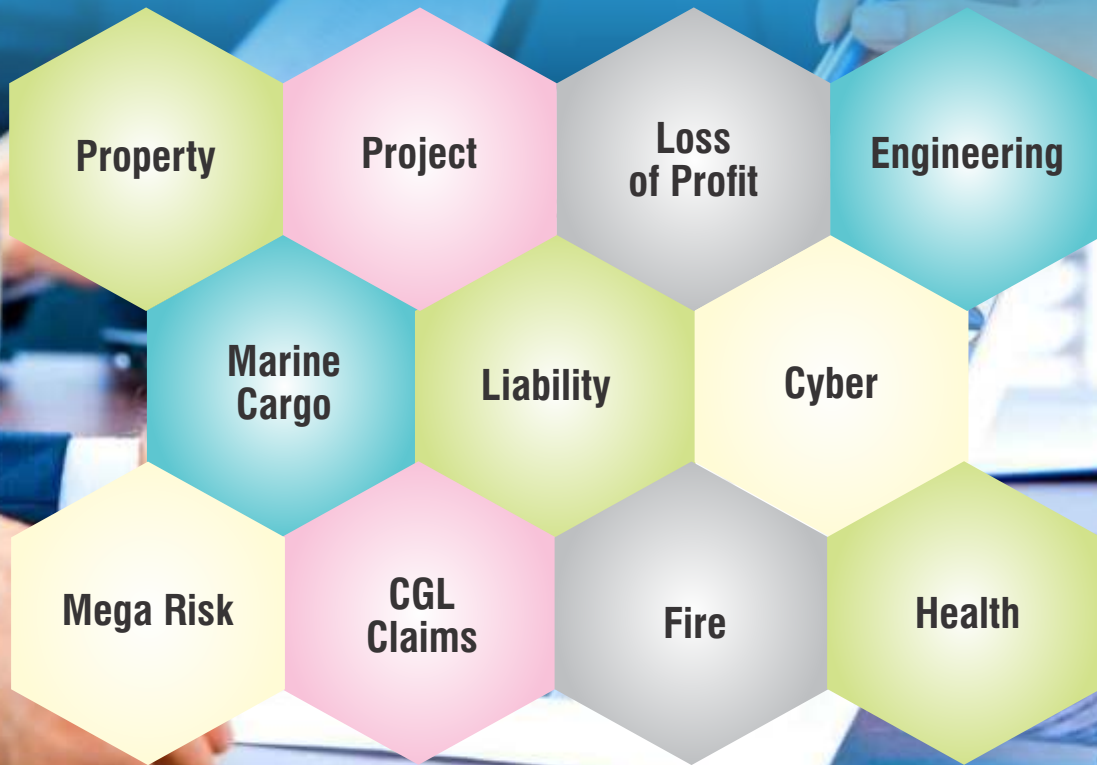 Property
Project
Loss
of Profit
Engineering
Marine
Cargo
Liability
Cyber
Mega Risk
CGL
Claims
Fire
Health